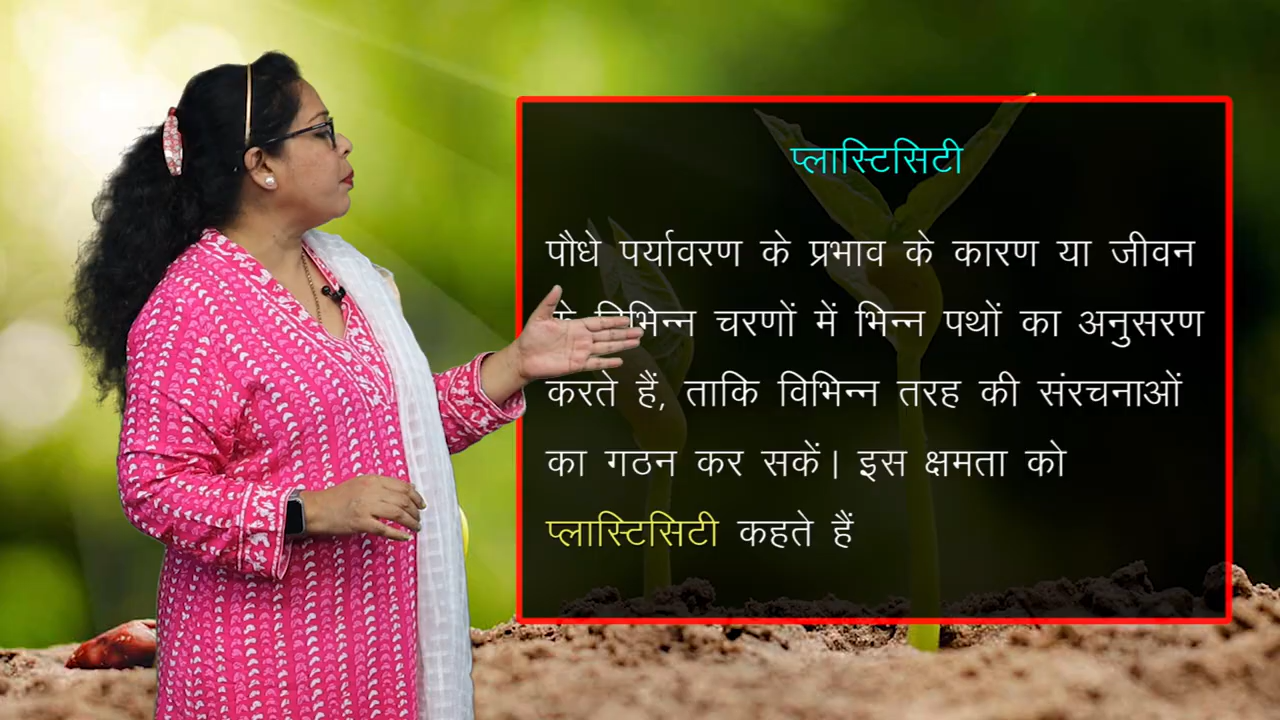 प्लास्टिसिटी
पौधे पर्यावरण के प्रभाव के कारण या जीवन
के विभिन्न चरणों में भिन्न पथों का अनुसरण
करते हैं, ताकि विभिन्न तरह की संरचनाओं
का गठन कर सकें। इस क्षमता को
प्लास्टिसिटी कहते हैं